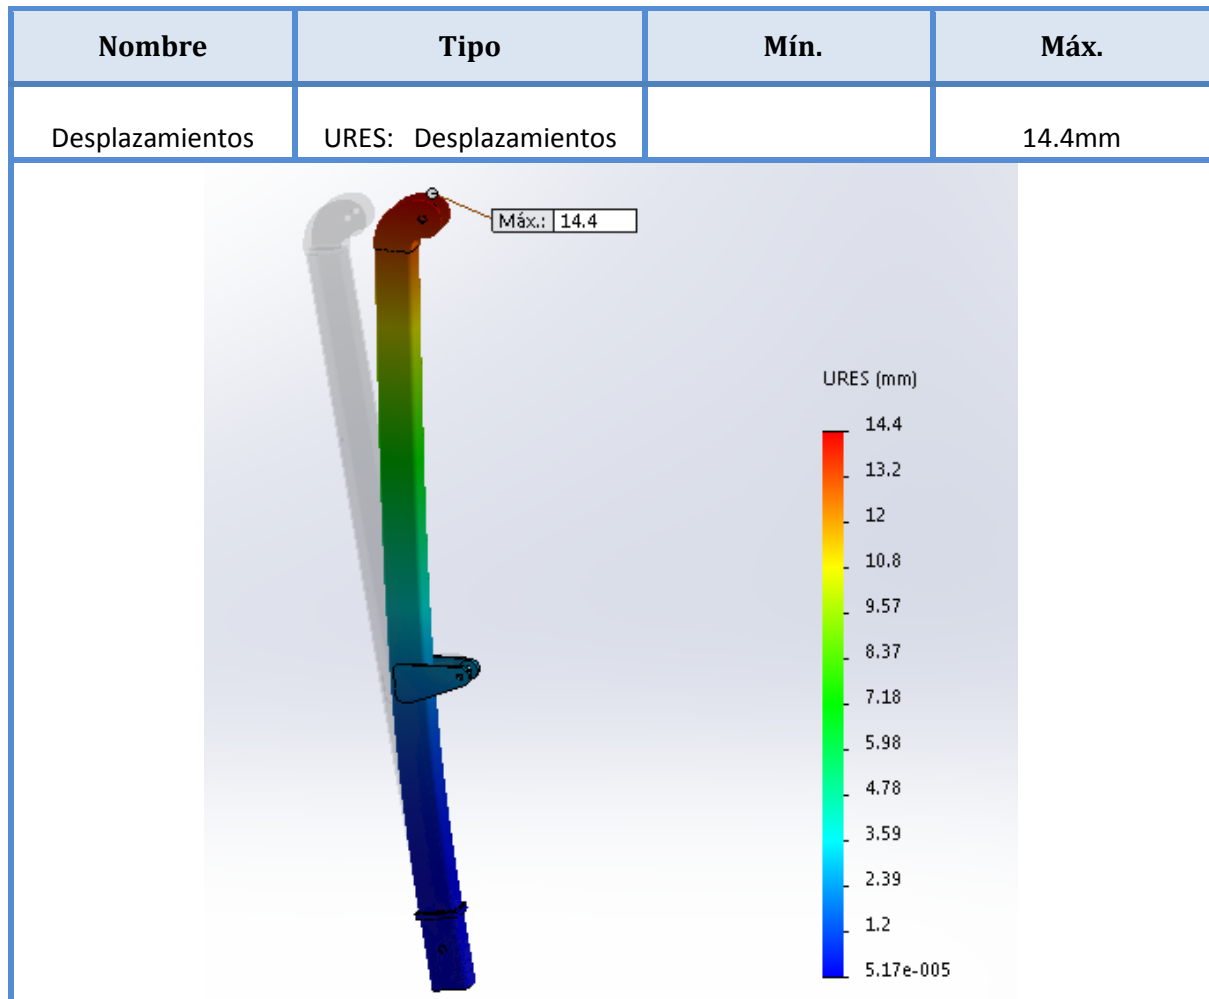 Nombre Tipo Mín. Máx.
Desplazamientos URES: Desplazamientos 14.4mm
Máx.: 14.4
URES (mm)
14.4
13.2
12
10.8
9.57
8.37
7.18
5.98
4.78
3.59
2.39
1.2
5.17e-005